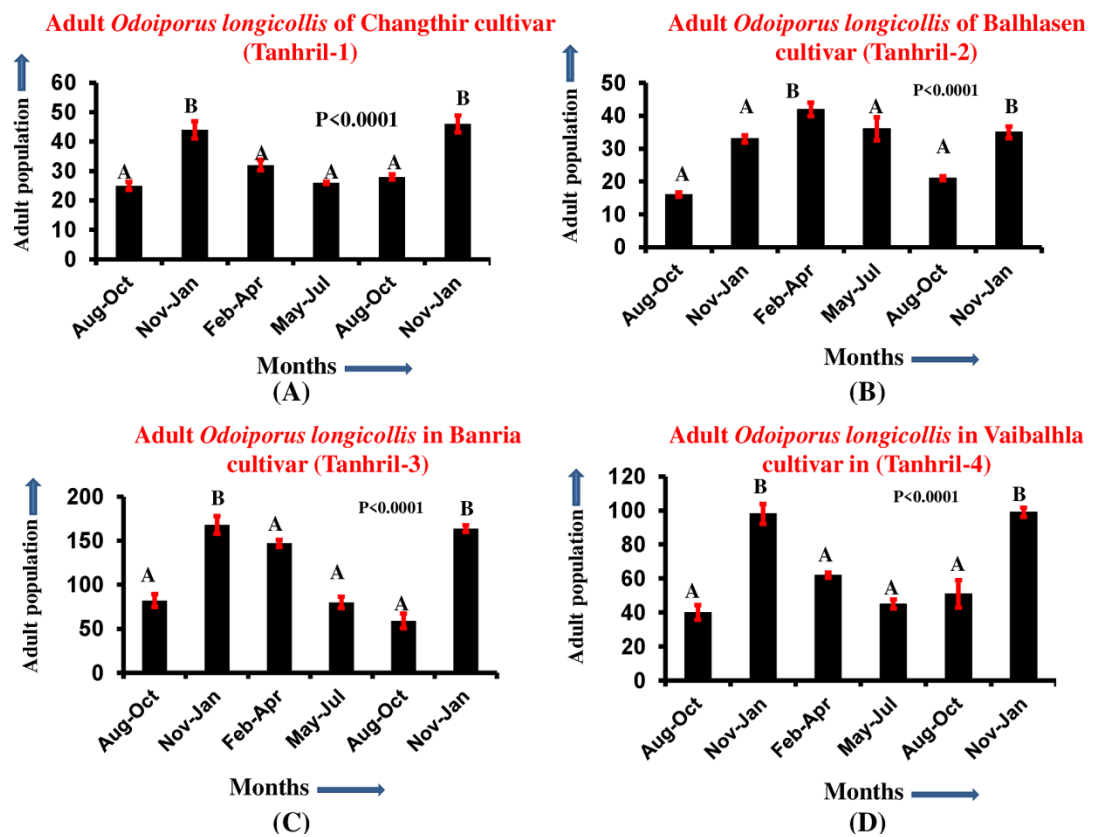 Adult Odoiporus longicollis of Changthir cultivar
(Tanhril-1)
Adult population
60
50
40
30
20
10
0
A
B
A
A
A
B
P<0.0001
Aug-Oct
Nov-Jan
Feb-Apr
May-Jul
Aug-Oct
Nov-Jan
Months
(A)
Adult Odoiporus longicollis of Balhlasen
cultivar (Tanhril-2)
Adult population
50
40
30
20
10
0
A
A
B
A
A
B
P<0.0001
Aug-Oct
Nov-Jan
Feb-Apr
May-Jul
Aug-Oct
Nov-Jan
Months
(B)
Adult Odoiporus longicollis in Banria
cultivar (Tanhril-3)
Adult population
200
150
100
50
0
A
B
A
A
A
B
P<0.0001
Aug-Oct
Nov-Jan
Feb-Apr
May-Jul
Aug-Oct
Nov-Jan
Months
(C)
Adult Odoiporus longicollis in Vaibalhla
cultivar in (Tanhril-4)
Adult population
120
100
80
60
40
20
0
A
B
A
A
A
B
P<0.0001
Aug-Oct
Nov-Jan
Feb-Apr
May-Jul
Aug-Oct
Nov-Jan
Months
(D)